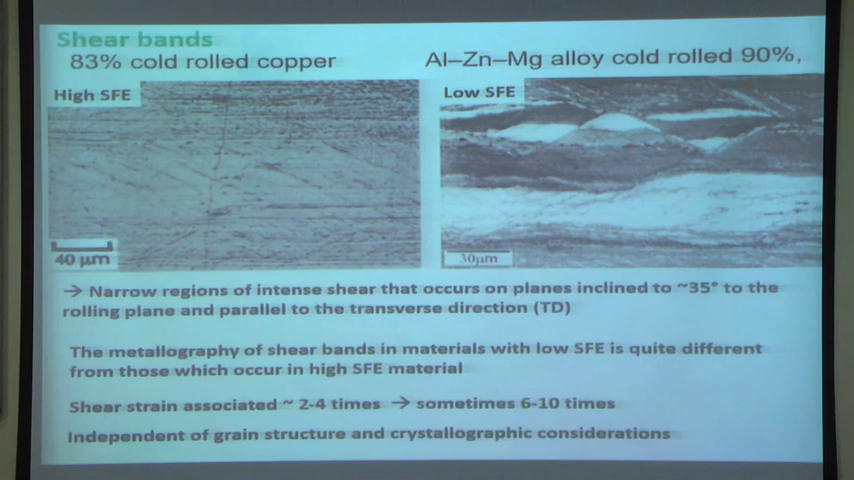 Shear bands
83% cold rolled copper
Al–Zn–Mg alloy cold rolled 90%,
High SFE
Low SFE
40 μm
30μm
→ Narrow regions of intense shear that occurs on planes inclined to ~35° to the
rolling plane and parallel to the transverse direction (TD)
The metallography of shear bands in materials with low SFE is quite different
from those which occur in high SFE material
Shear strain associated ~ 2-4 times → sometimes 6-10 times
Independent of grain structure and crystallographic considerations